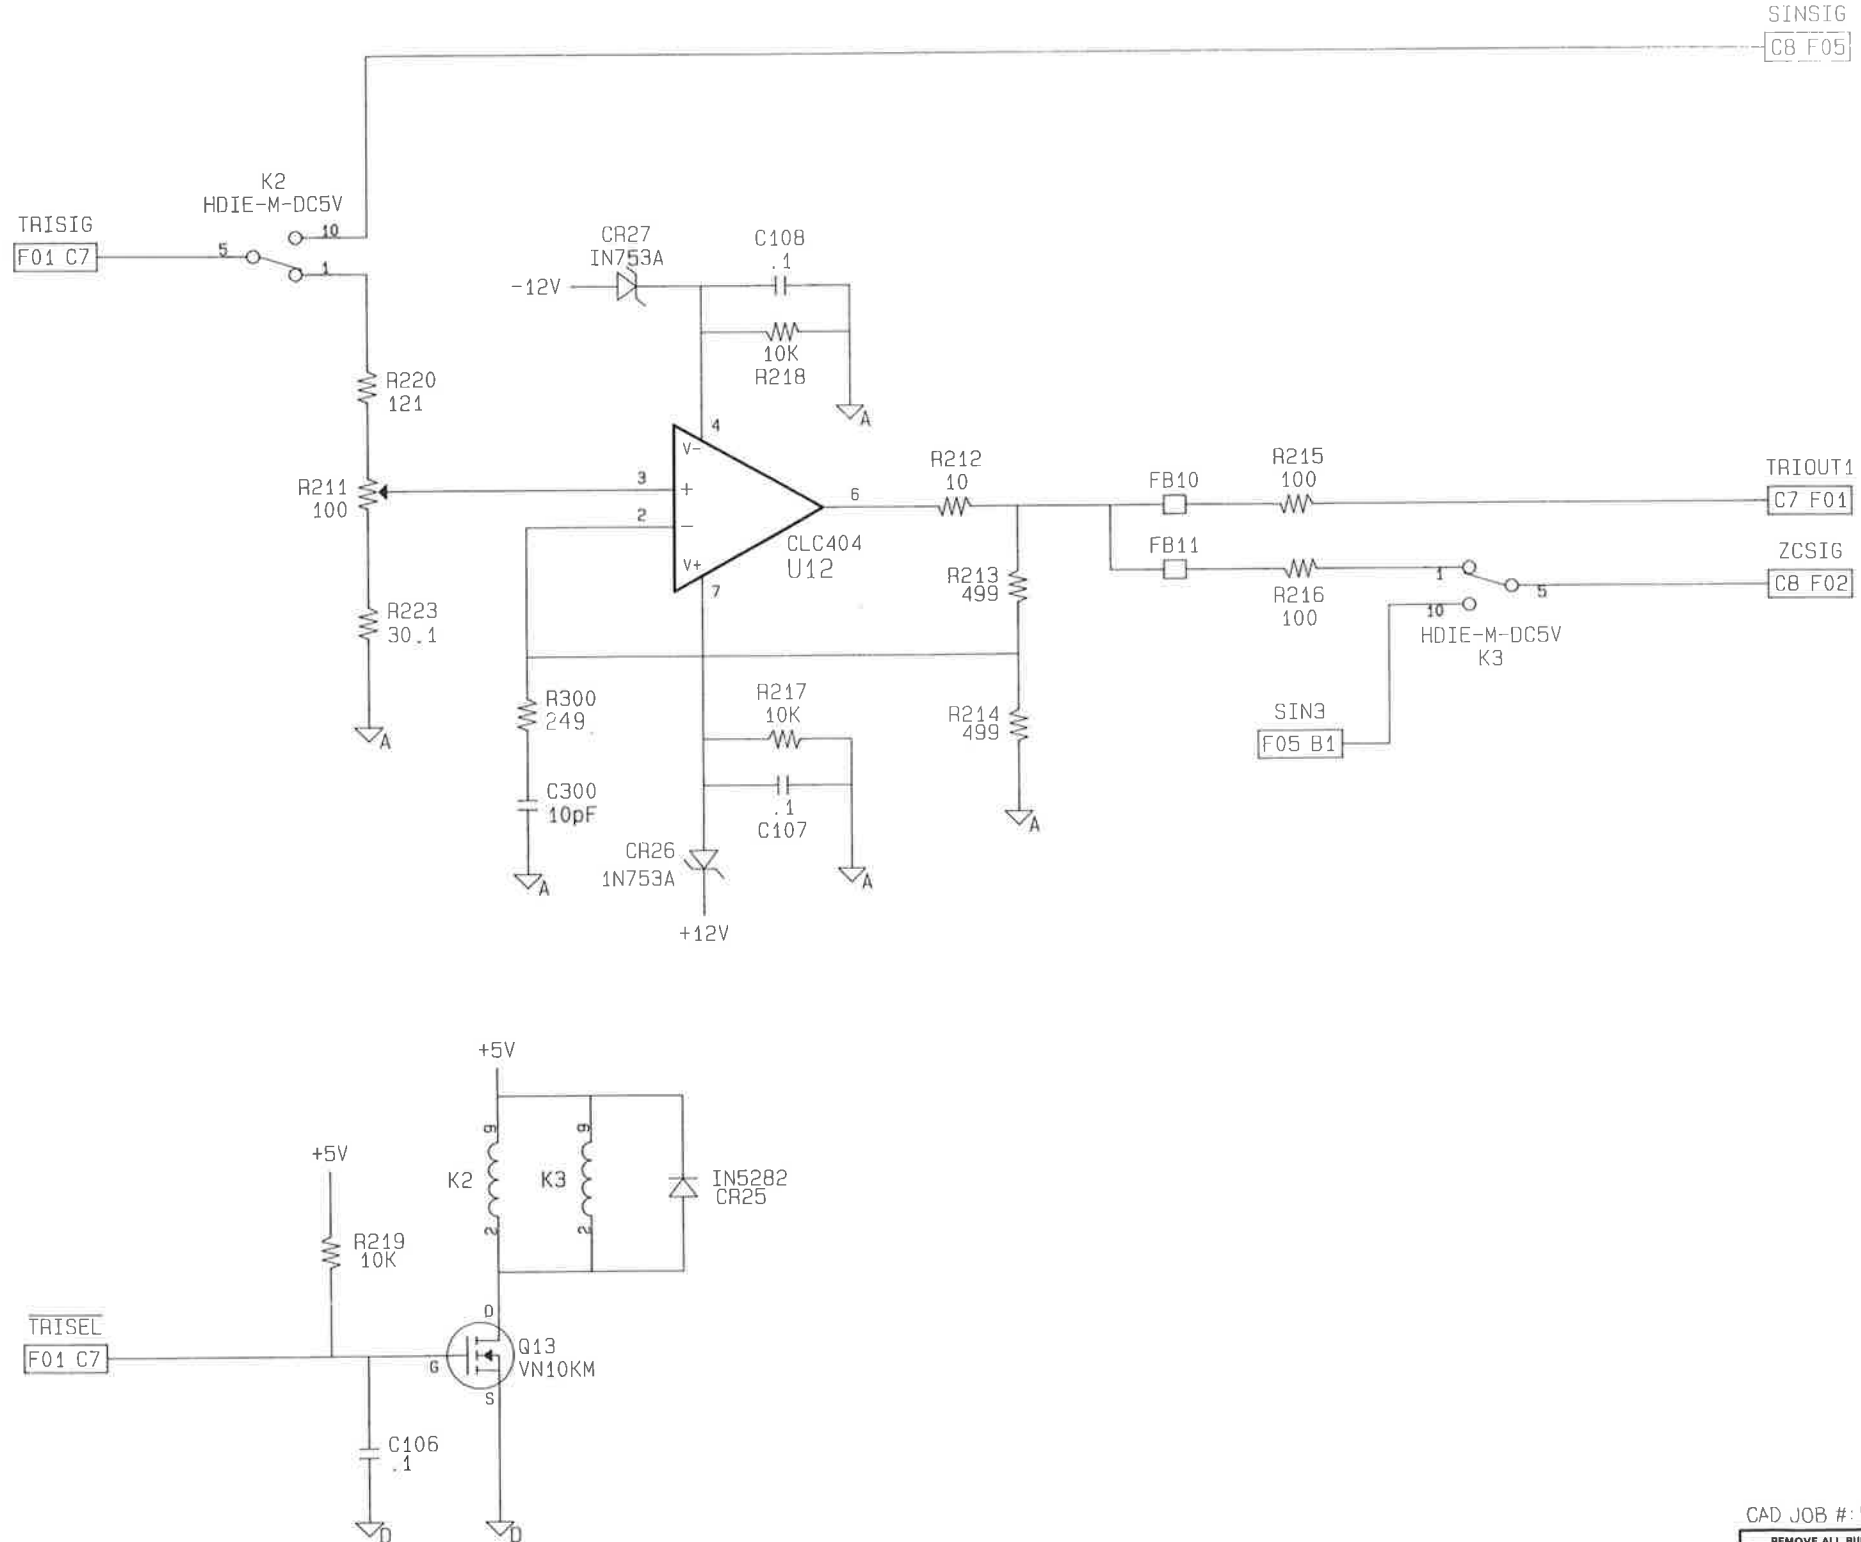 SINSIG
C8 F05
K2
HDIE-M-DC5V
TRISIG
F01 C7
5
10
1
CR27
IN753A
-12V
C108
.1
10K
R218
A
R220
121
R211
100
R223
30.1
A
4
V-
3
+
2
-
V+
7
6
CLC404
U12
R212
10
FB10
R215
100
TRIOUT1
C7 F01
FB11
R216
100
ZCSIG
C8 F02
1
5
10
HDIE-M-DC5V
K3
R213
499
R214
499
A
SIN3
F05 B1
R300
249
C300
10pF
A
R217
10K
.1
C107
A
CR26
1N753A
+12V
+5V
9
9
K2
K3
IN5282
CR25
2
2
+5V
R219
10K
TRISEL
F01 C7
D
G
S
Q13
VN10KM
C106
.1
D
D
CAD JOB #:
REMOVE ALL